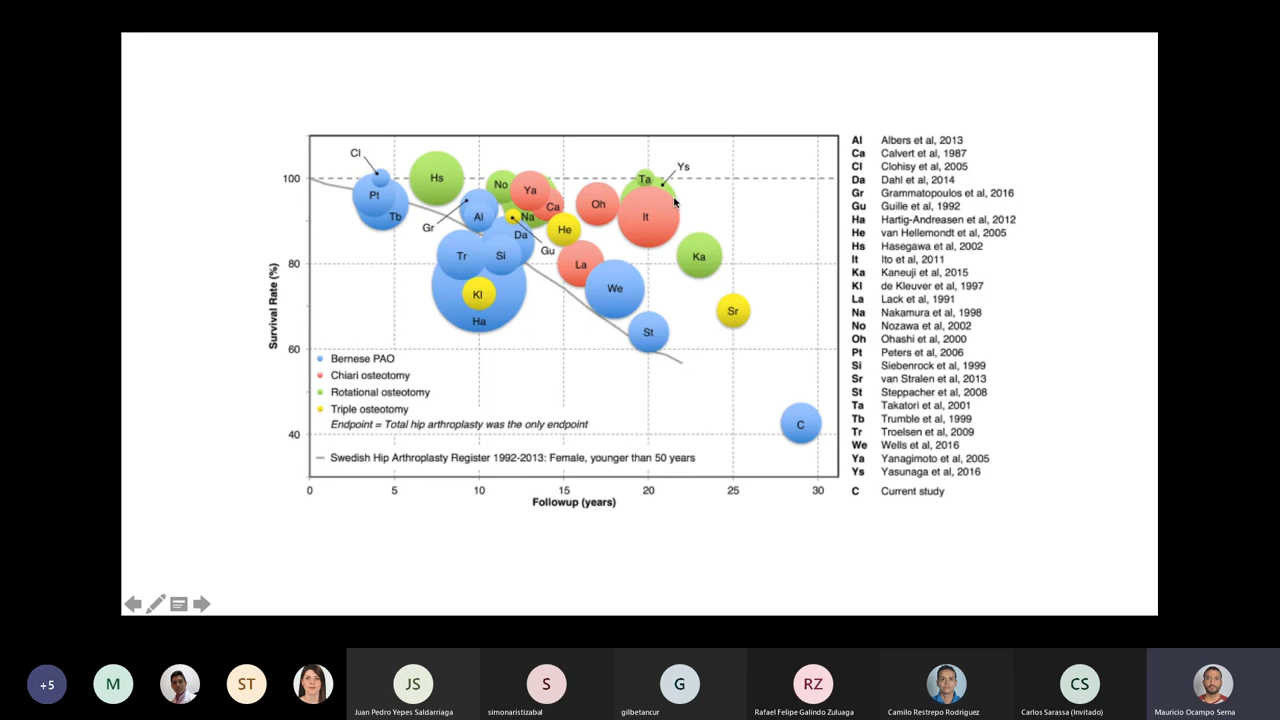 Cl
Ys
100
Hs
No
Ya
Ta
Pt
Ca
Oh
Tb
Al
Na
It
Gr
He
Da
Gu
Tr
Si
La
Ka
80
Kl
We
Ha
Sr
St
60
C
40
Survival Rate (%)
Bernese PAO
Chiari osteotomy
Rotational osteotomy
Triple osteotomy
Endpoint = Total hip arthroplasty was the only endpoint
Swedish Hip Arthroplasty Register 1992-2013: Female, younger than 50 years
0 5 10 15 20 25 30
Followup (years)
Al Albers et al, 2013
Ca Calvert et al, 1987
Cl Clohisy et al, 2005
Da Dahl et al, 2014
Gr Grammatopoulos et al, 2016
Gu Guille et al, 1992
Ha Hartig-Andreasen et al, 2012
He van Hellemondt et al, 2005
Hs Hasegawa et al, 2002
It Ito et al, 2011
Ka Kaneuji et al, 2015
Kl de Kleuver et al, 1997
La Lack et al, 1991
Na Nakamura et al, 1998
No Nozawa et al, 2002
Oh Ohashi et al, 2000
Pt Peters et al, 2006
Si Siebenrock et al, 1999
Sr van Stralen et al, 2013
St Steppacher et al, 2008
Ta Takatori et al, 2001
Tb Trumble et al, 1999
Tr Troelsen et al, 2009
We Wells et al, 2016
Ya Yanagimoto et al, 2005
Ys Yasunaga et al, 2016
C Current study
+5 M ST JS S G RZ CS
Juan Pedro Yepes Saldarriaga
simonaristizabal
gilbetancur
Rafael Felipe Galindo Zuluaga
Camilo Restrepo Rodriguez
Carlos Sarassa (Invitado)
Mauricio Ocampo Serna